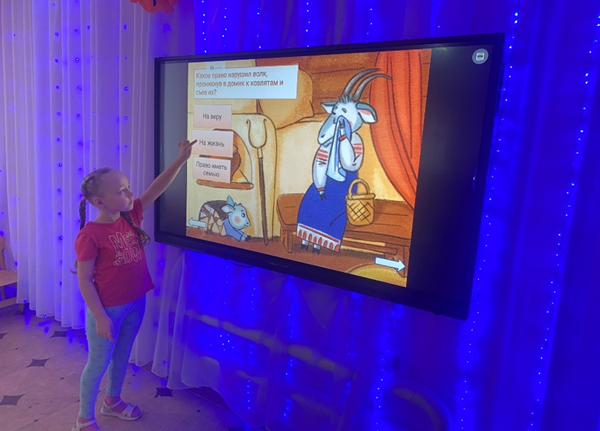 Какое право нарушил волк,
проникнув в домик к козлятам и
съев их?
На веру
На жизнь
Право иметь
семью